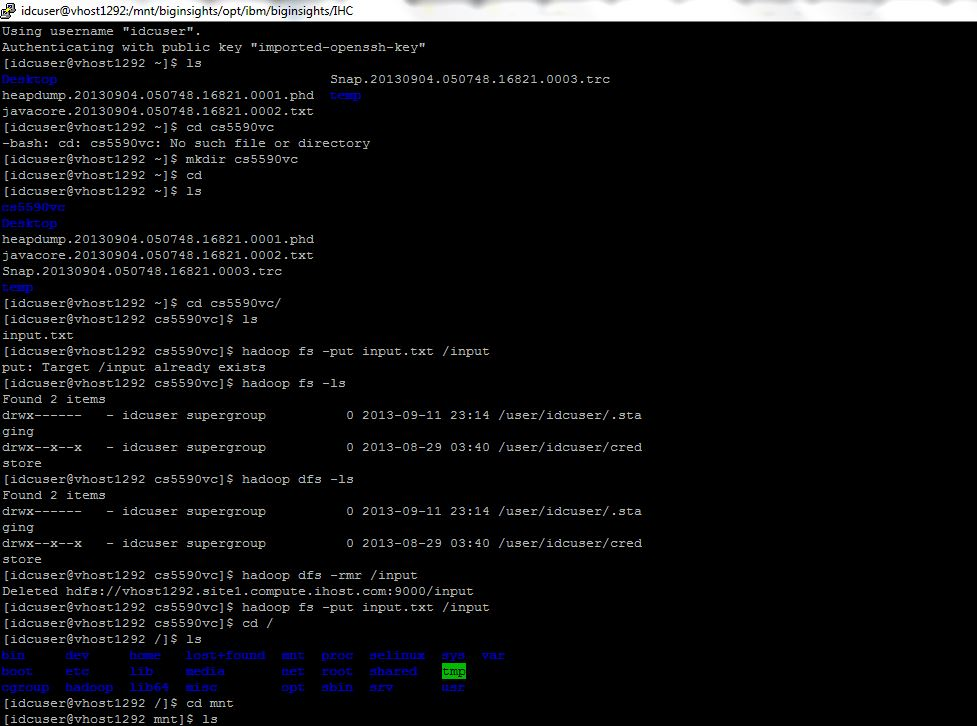 idcuser@vhost1292:/mnt/biginsights/opt/ibm/biginsights/IHC
Using username "idcuser".
Authenticating with public key "imported-openssh-key"
[idcuser@vhost1292 ~]$ ls
Desktop                                  Snap.20130904.050748.16821.0003.trc
heapdump.20130904.050748.16821.0001.phd  temp
javacore.20130904.050748.16821.0002.txt
[idcuser@vhost1292 ~]$ cd cs5590vc
-bash: cd: cs5590vc: No such file or directory
[idcuser@vhost1292 ~]$ mkdir cs5590vc
[idcuser@vhost1292 ~]$ cd
[idcuser@vhost1292 ~]$ ls
cs5590vc
Desktop
heapdump.20130904.050748.16821.0001.phd
javacore.20130904.050748.16821.0002.txt
Snap.20130904.050748.16821.0003.trc
temp
[idcuser@vhost1292 ~]$ cd cs5590vc/
[idcuser@vhost1292 cs5590vc]$ ls
input.txt
[idcuser@vhost1292 cs5590vc]$ hadoop fs -put input.txt /input
put: Target /input already exists
[idcuser@vhost1292 cs5590vc]$ hadoop fs -ls
Found 2 items
drwx------   - idcuser supergroup          0 2013-09-11 23:14 /user/idcuser/.sta
ging
drwx--x--x   - idcuser supergroup          0 2013-08-29 03:40 /user/idcuser/cred
store
[idcuser@vhost1292 cs5590vc]$ hadoop dfs -ls
Found 2 items
drwx------   - idcuser supergroup          0 2013-09-11 23:14 /user/idcuser/.sta
ging
drwx--x--x   - idcuser supergroup          0 2013-08-29 03:40 /user/idcuser/cred
store
[idcuser@vhost1292 cs5590vc]$ hadoop dfs -rmr /input
Deleted hdfs://vhost1292.site1.compute.ihost.com:9000/input
[idcuser@vhost1292 cs5590vc]$ hadoop fs -put input.txt /input
[idcuser@vhost1292 cs5590vc]$ cd /
[idcuser@vhost1292 /]$ ls
bin     dev     home   lost+found  mnt  proc  selinux  sys  var
boot    etc     lib    media       net  root  shared   tmp
cgroup  hadoop  lib64  misc        opt  sbin  srv      usr
[idcuser@vhost1292 /]$ cd mnt
[idcuser@vhost1292 mnt]$ ls